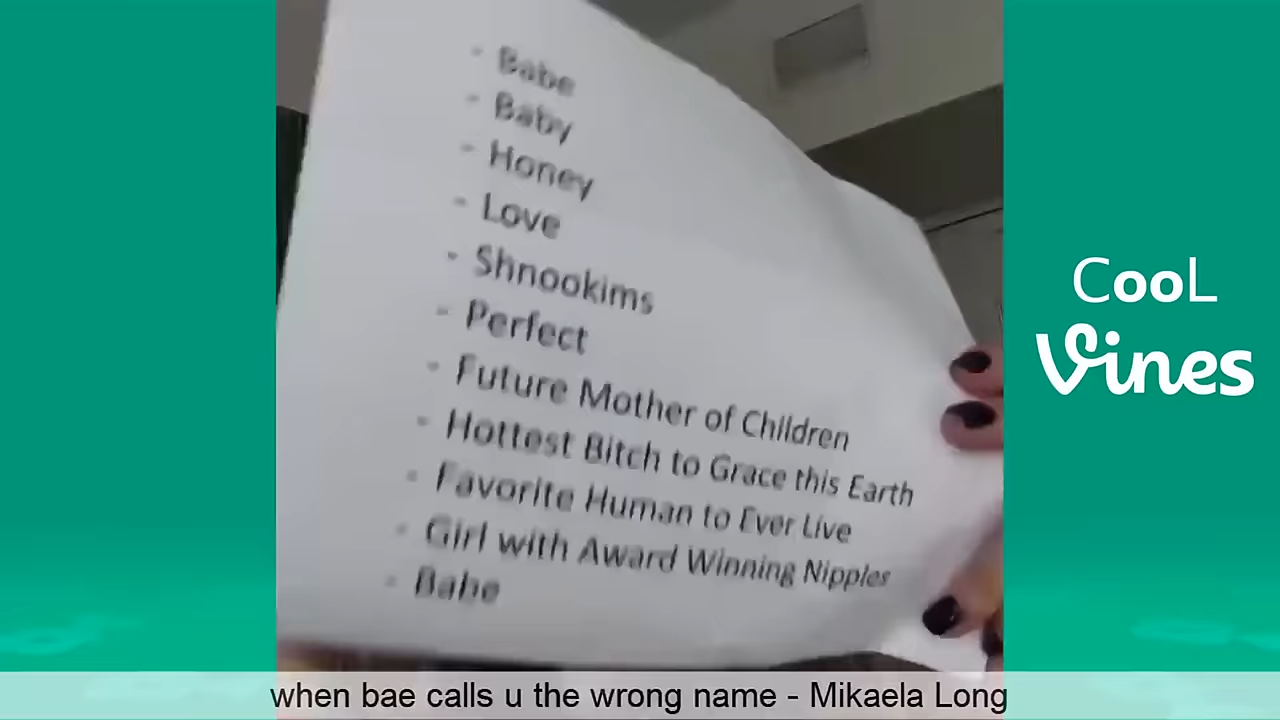 - Babe
- Baby
- Honey
- Love
- Shnookims
- Perfect
- Future Mother of Children
- Hottest Bitch to Grace this Earth
- Favorite Human to Ever Live
- Girl with Award Winning Nipples
- Babe
CooL
Vines
when bae calls u the wrong name - Mikaela Long